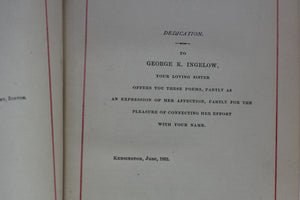 DEDICATION.
TO
GEORGE K. INGELOW,
YOUR LOVING SISTER
OFFERS YOU THESE POEMS, PARTLY AS
AN EXPRESSION OF HER AFFECTION, PARTLY FOR THE
PLEASURE OF CONNECTING HER EFFORT
WITH YOUR NAME.
KENSINGTON, JUNE, 1863.
BOSTON.